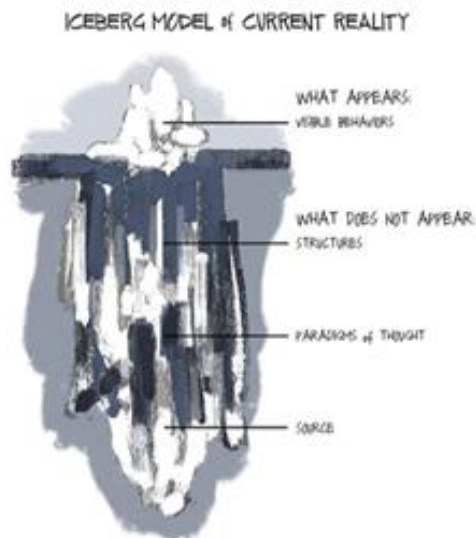 ICEBERG MODEL of CURRENT REALITY
WHAT APPEARS:
VISIBLE BEHAVIORS
WHAT DOES NOT APPEAR:
STRUCTURES
PARADIGMS of THOUGHT
SOURCE